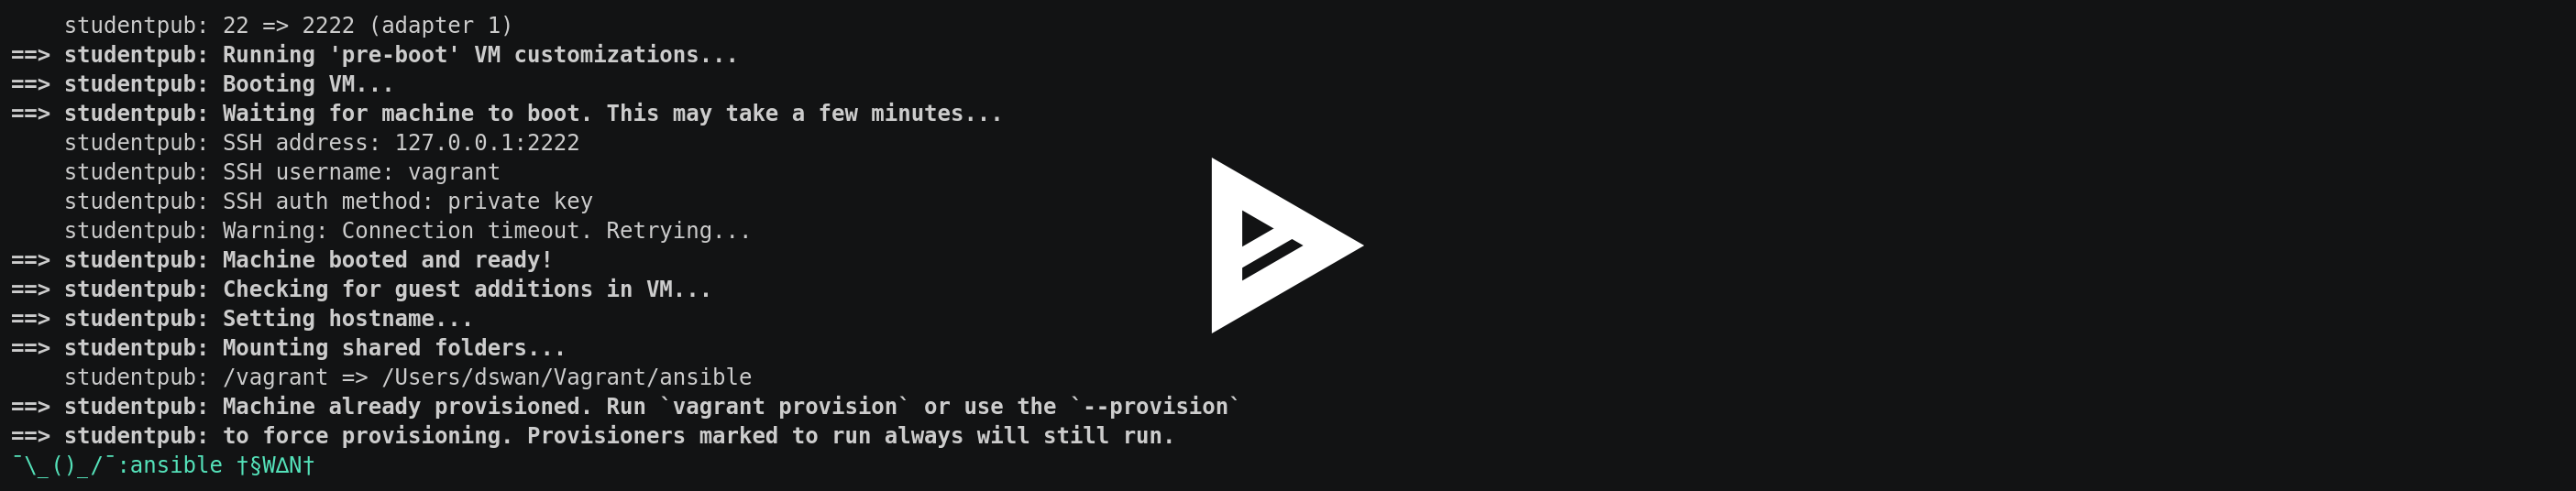 studentpub: 22 => 2222 (adapter 1)
==> studentpub: Running 'pre-boot' VM customizations...
==> studentpub: Booting VM...
==> studentpub: Waiting for machine to boot. This may take a few minutes...
studentpub: SSH address: 127.0.0.1:2222
studentpub: SSH username: vagrant
studentpub: SSH auth method: private key
studentpub: Warning: Connection timeout. Retrying...
==> studentpub: Machine booted and ready!
==> studentpub: Checking for guest additions in VM...
==> studentpub: Setting hostname...
==> studentpub: Mounting shared folders...
studentpub: /vagrant => /Users/dswan/Vagrant/ansible
==> studentpub: Machine already provisioned. Run `vagrant provision` or use the `--provision`
==> studentpub: to force provisioning. Provisioners marked to run always will still run.
¯\_()_/¯:ansible †§W∆N†